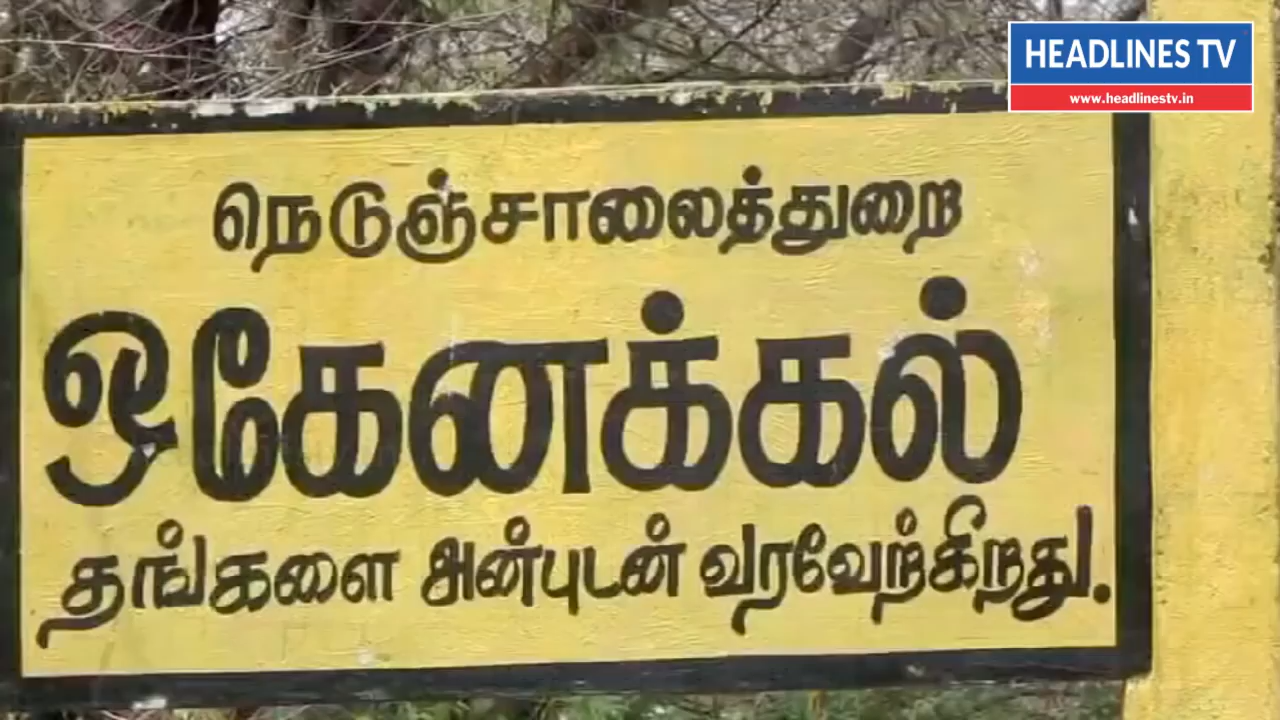 HEADLINES TV
www.headlinestv.in
நெடுஞ்சாலைத்துறை
ஒகேனக்கல்
தங்களை அன்புடன் வரவேற்கிறது.